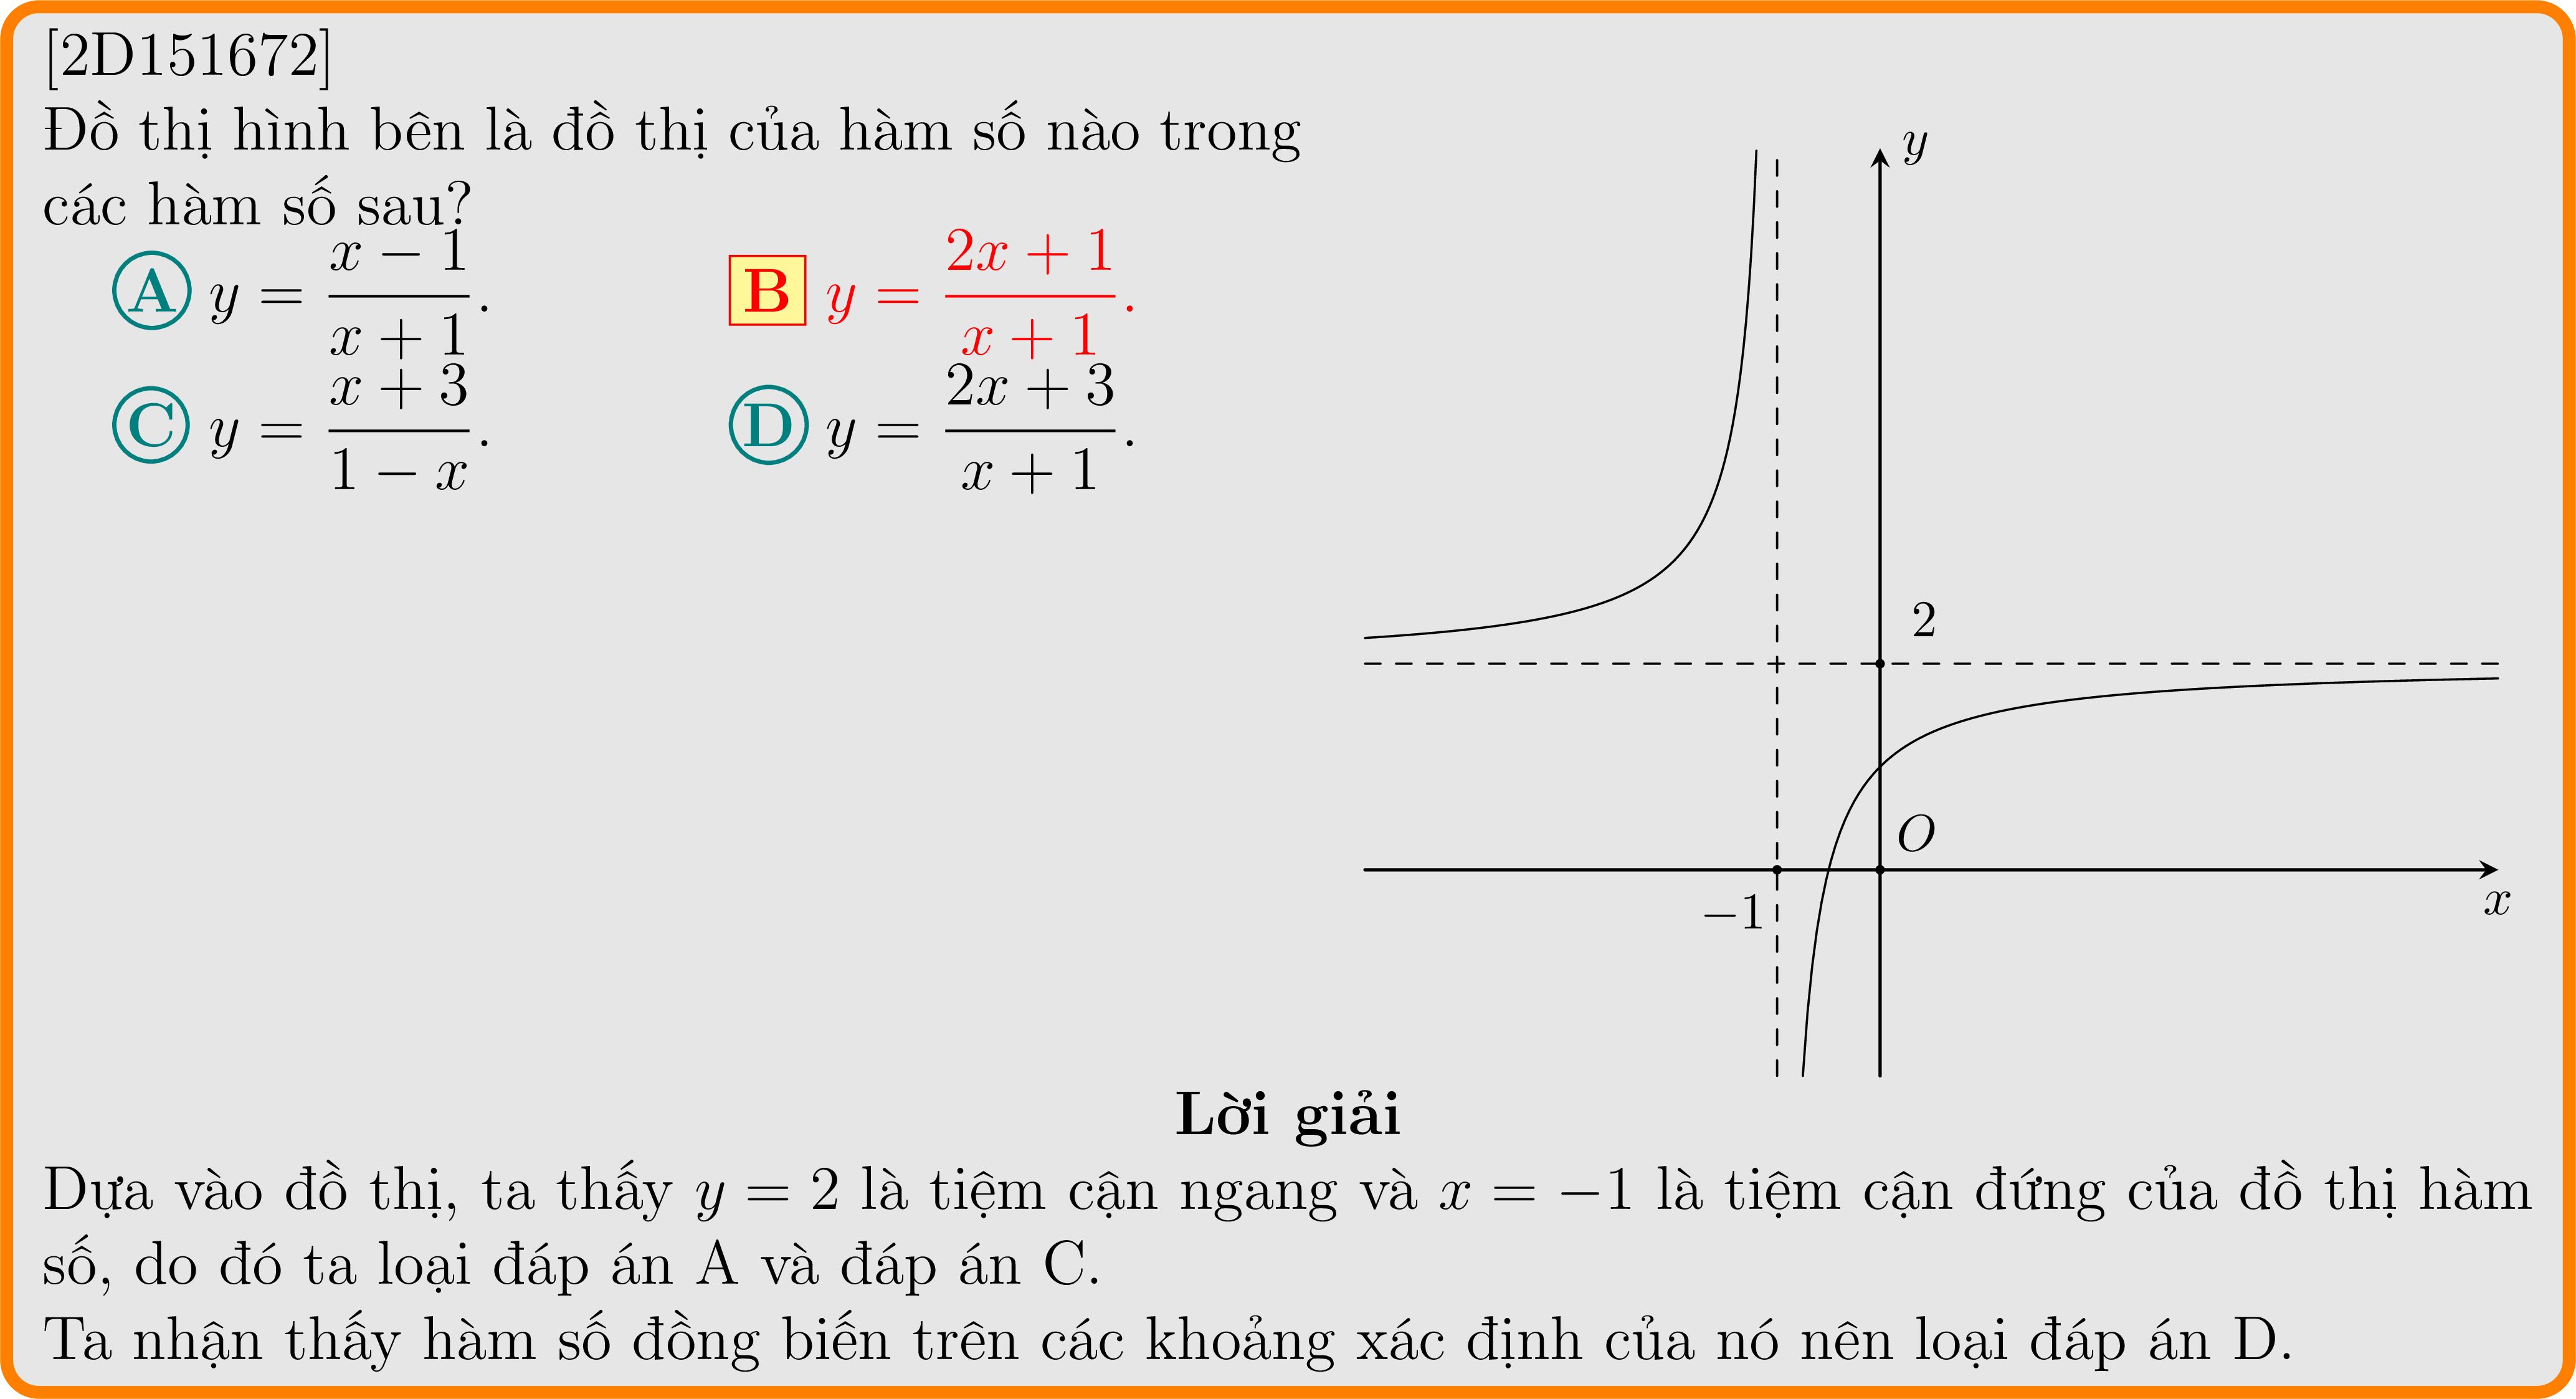 [2D151672]
Đồ thị hình bên là đồ thị của hàm số nào trong
các hàm số sau?
A y = \frac{x − 1}{x + 1}. B y = \frac{2x + 1}{x + 1}.
C y = \frac{x + 3}{1 − x}. D y = \frac{2x + 3}{x + 1}.
y
2
O
−1
x
Lời giải
Dựa vào đồ thị, ta thấy y = 2 là tiệm cận ngang và x = −1 là tiệm cận đứng của đồ thị hàm
số, do đó ta loại đáp án A và đáp án C.
Ta nhận thấy hàm số đồng biến trên các khoảng xác định của nó nên loại đáp án D.